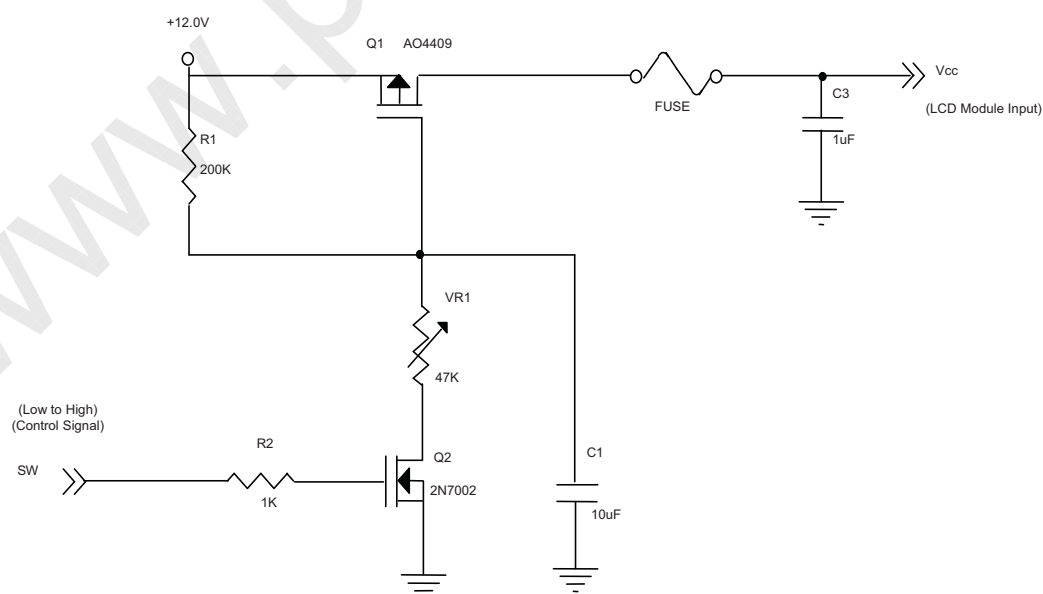 +12.0V
Q1 AO4409
Vcc
C3
FUSE
(LCD Module Input)
R1
1uF
200K
VR1
47K
(Low to High)
(Control Signal)
R2
Q2
C1
SW
2N7002
1K
10uF
www.p